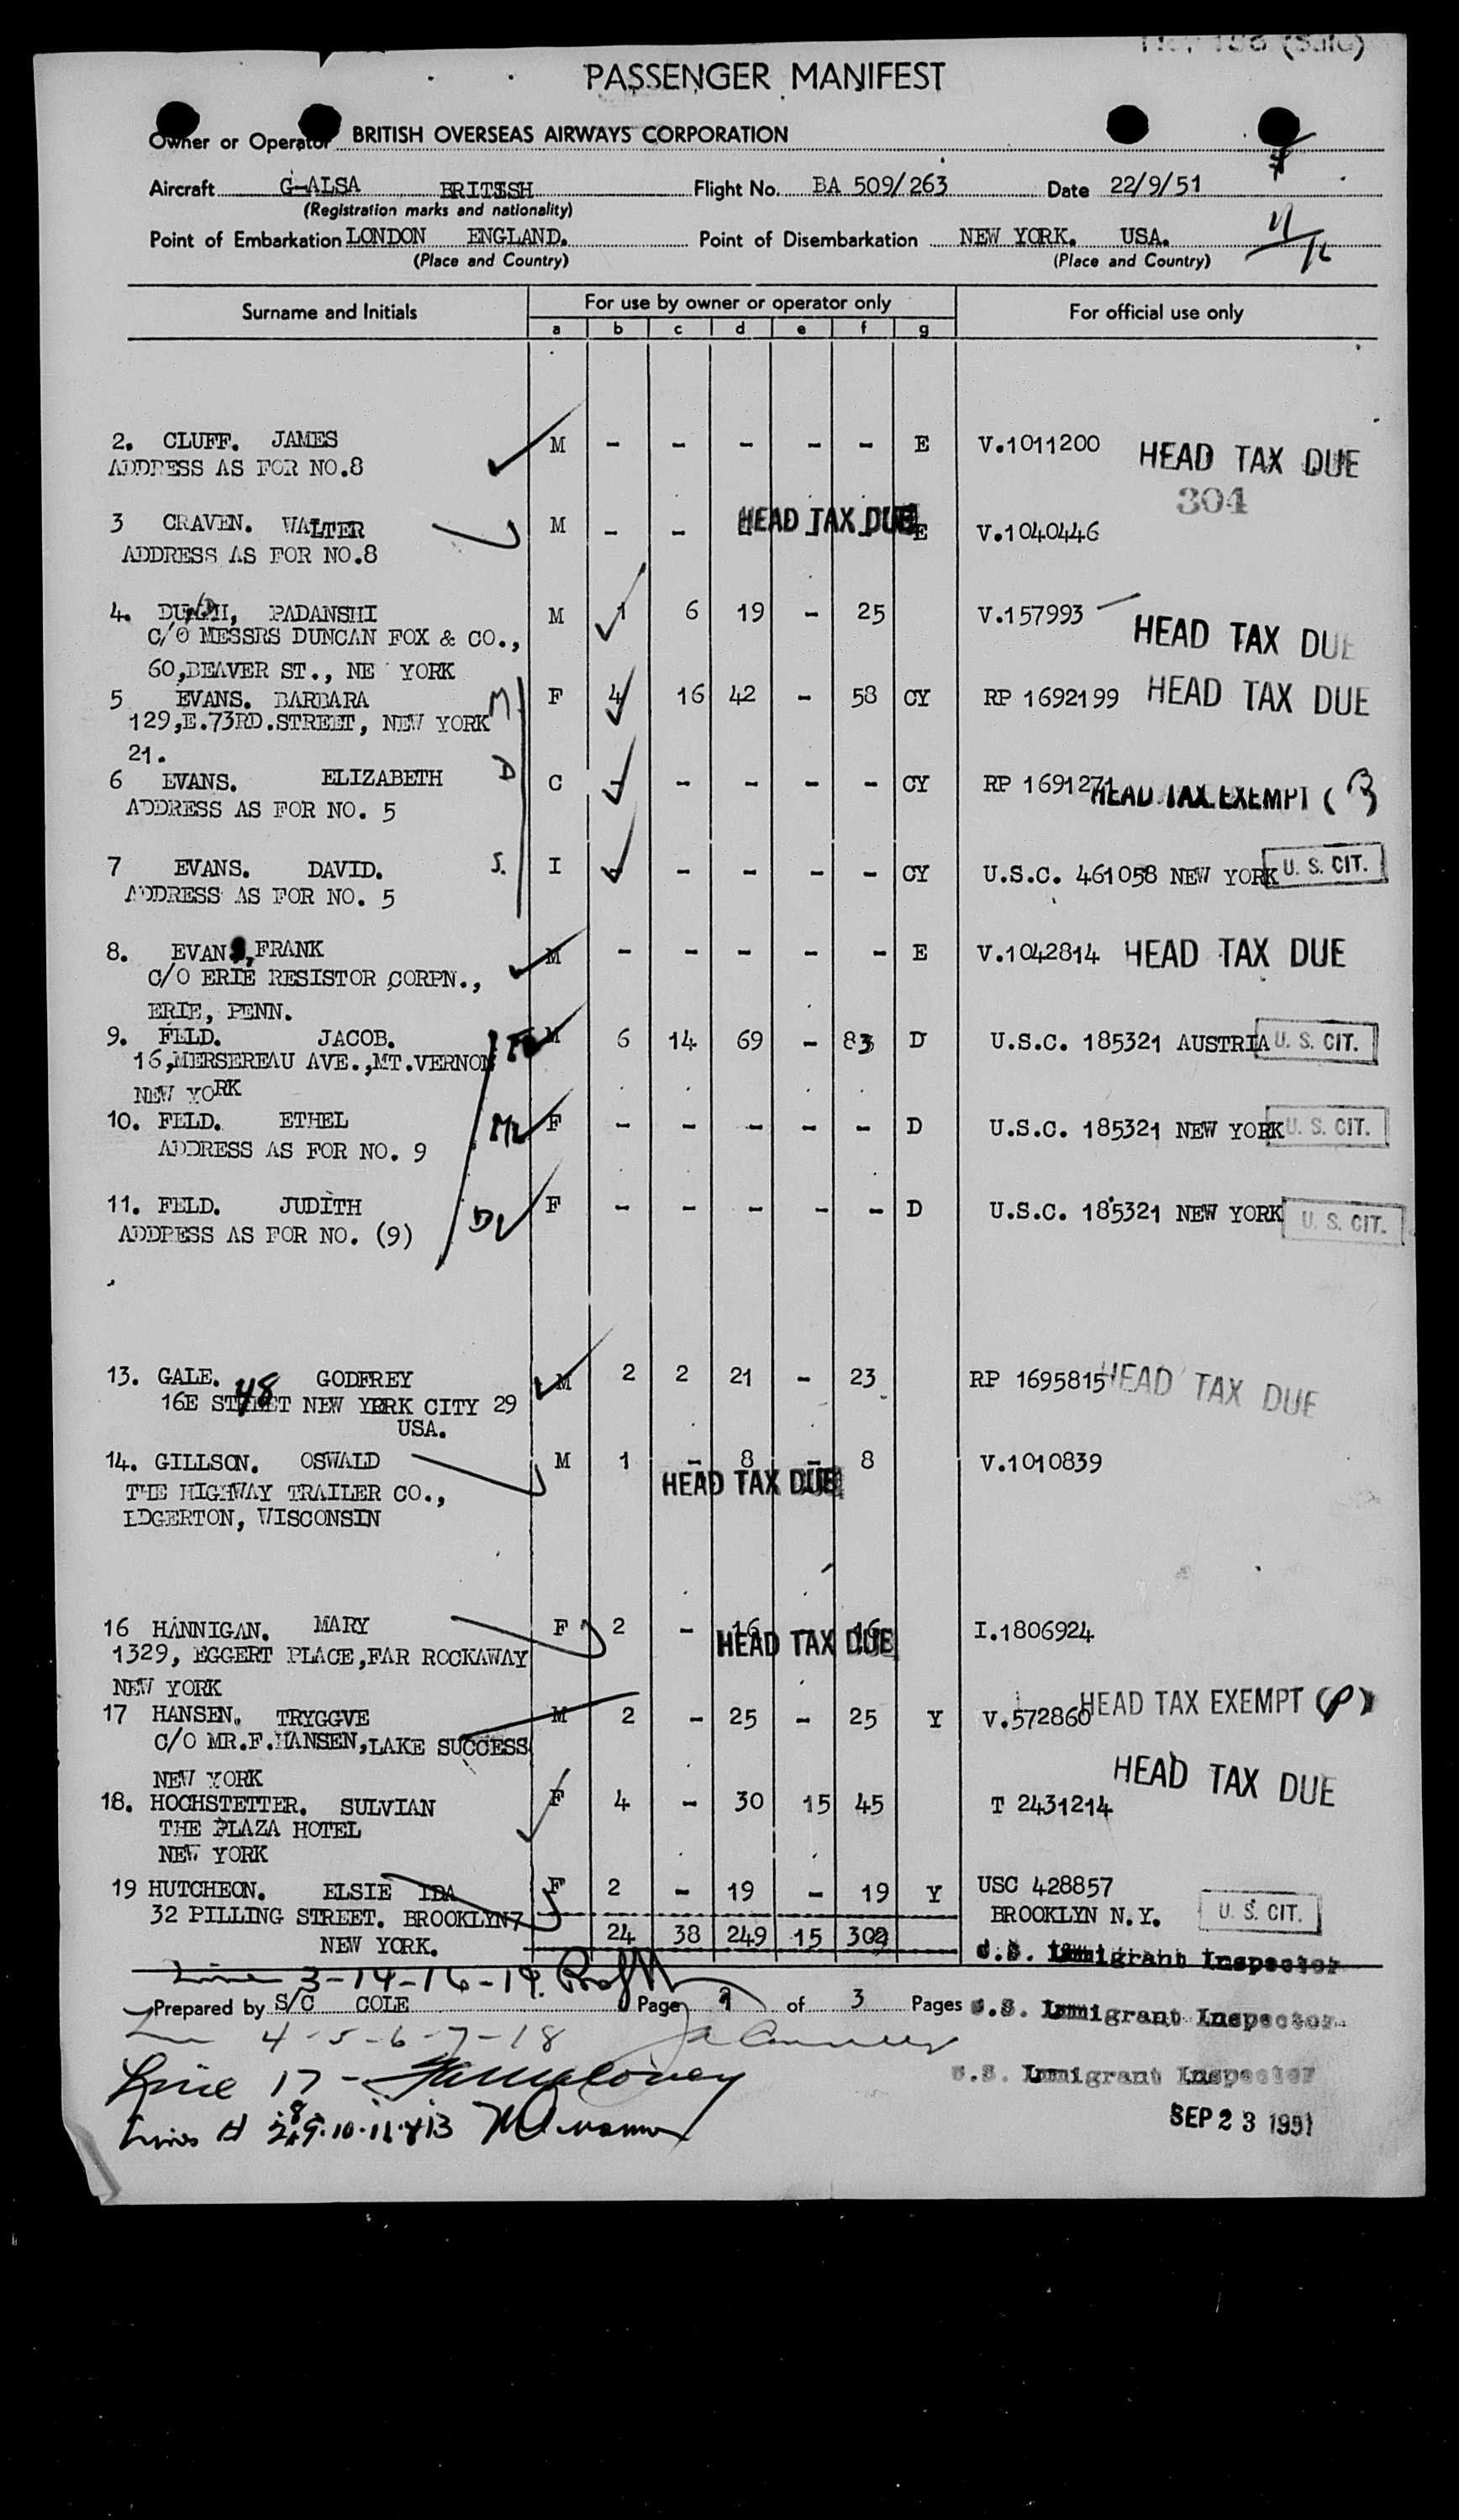 PASSENGER MANIFEST
Owner or Operator BRITISH OVERSEAS AIRWAYS CORPORATION
Aircraft G-ALSA BRITISH Flight No. BA 509/263 Date 22/9/51
(Registration marks and nationality)
Point of Embarkation LONDON ENGLAND. Point of Disembarkation NEW YORK. USA.
(Place and Country) (Place and Country)
Surname and Initials For use by owner or operator only For official use only
a b c d e f g
2. CLUFF. JAMES M - - - - - E V.1011200 HEAD TAX DUE
ADDRESS AS FOR NO.8
304
3 CRAVEN. WALTER M - - HEAD TAX DUE E V.1040446
ADDRESS AS FOR NO.8
4. PADANSHI M 1 6 19 - 25 V.157993 HEAD TAX DUE
C/O MESSRS DUNCAN FOX & CO.,
60,BEAVER ST., NE YORK
5 EVANS. BARBARA M F 4 16 42 - 58 CY RP 1692199 HEAD TAX DUE
129,E.73RD.STREET, NEW YORK
21.
6 EVANS. ELIZABETH D C - - - - - CY RP 1691271 HEAD TAX EXEMPT
ADDRESS AS FOR NO. 5
7 EVANS. DAVID. S. I - - - - - CY U.S.C. 461058 NEW YORK U. S. CIT.
ADDRESS AS FOR NO. 5
8. EVANS, FRANK M - - - - - E V.1042814 HEAD TAX DUE
C/O ERIE RESISTOR CORPN.,
ERIE, PENN.
9. FELD. JACOB. M 6 14 69 - 83 D U.S.C. 185321 AUSTRIA U. S. CIT.
16,MERSEREAU AVE.,MT.VERNON
NEW YORK
10. FELD. ETHEL F - - - - - D U.S.C. 185321 NEW YORK U. S. CIT.
ADDRESS AS FOR NO. 9
11. FELD. JUDITH F - - - - - D U.S.C. 185321 NEW YORK U. S. CIT.
ADDRESS AS FOR NO. (9)
13. GALE. GODFREY M 2 2 21 - 23 RP 1695815 HEAD TAX DUE
16E 48 STREET NEW YORK CITY 29
USA.
14. GILLSON. OSWALD M 1 - 8 - 8 V.1010839
HEAD TAX DUE
THE HIGHWAY TRAILER CO.,
EDGERTON, WISCONSIN
16 HANNIGAN. MARY F 2 - 16 - 16 I.1806924
HEAD TAX DUE
1329, EGGERT PLACE,FAR ROCKAWAY
NEW YORK
17 HANSEN. TRYGGVE M 2 - 25 - 25 Y V.572860 HEAD TAX EXEMPT (P)
C/O MR.F.HANSEN,LAKE SUCCESS
NEW YORK
HEAD TAX DUE
18. HOCHSTETTER. SULVIAN F 4 - 30 15 45 T 2431214
THE PLAZA HOTEL
NEW YORK
19 HUTCHEON. ELSIE IDA F 2 - 19 - 19 Y USC 428857
32 PILLING STREET. BROOKLYN7 BROOKLYN N.Y. U. S. CIT.
NEW YORK. 24 38 249 15 302
U.S. Immigrant Inspector
Line 3-14-16-19.
Prepared by S/C COLE Page 2 of 3 Pages U.S. Immigrant Inspector
4-5-6-7-18
Line 17 - U.S. Immigrant Inspector
Lines
SEP 23 1951